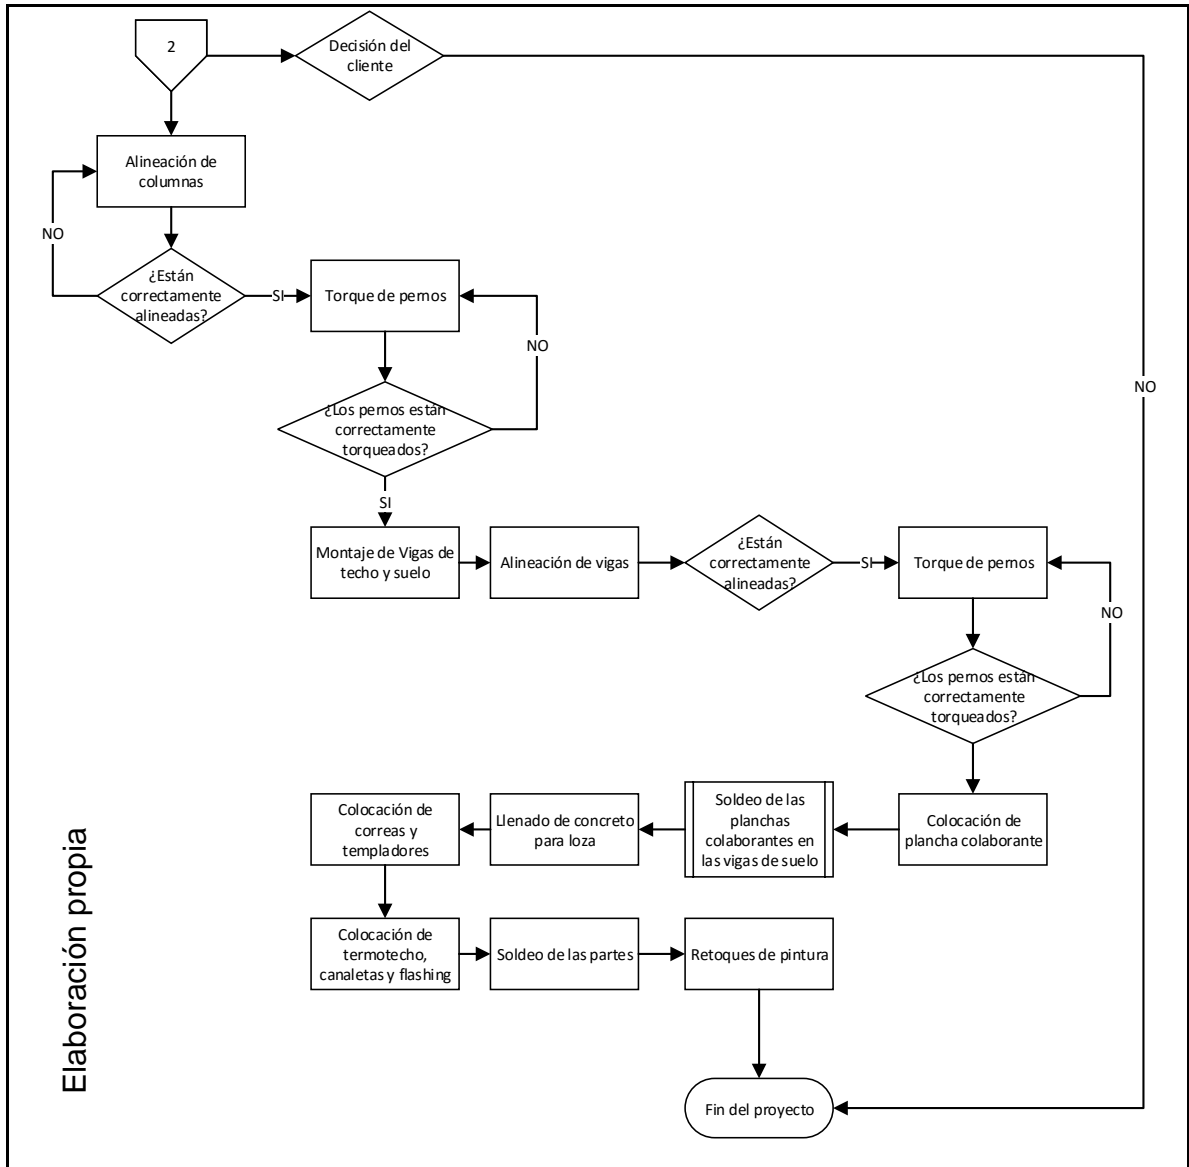 2
Decisión del
cliente
Alineación de
columnas
NO
¿Están
correctamente
alineadas?
SI
Torque de pernos
NO
¿Los pernos están
correctamente
torqueados?
SI
NO
Montaje de Vigas de
techo y suelo
Alineación de vigas
¿Están
correctamente
alineadas?
SI
Torque de pernos
NO
¿Los pernos están
correctamente
torqueados?
Colocación de
plancha colaborante
Soldeo de las
planchas
colaborantes en
las vigas de suelo
Llenado de concreto
para loza
Colocación de
correas y
templadores
Colocación de
termotecho,
canaletas y flashing
Soldeo de las partes
Retoques de pintura
Fin del proyecto
Elaboración propia